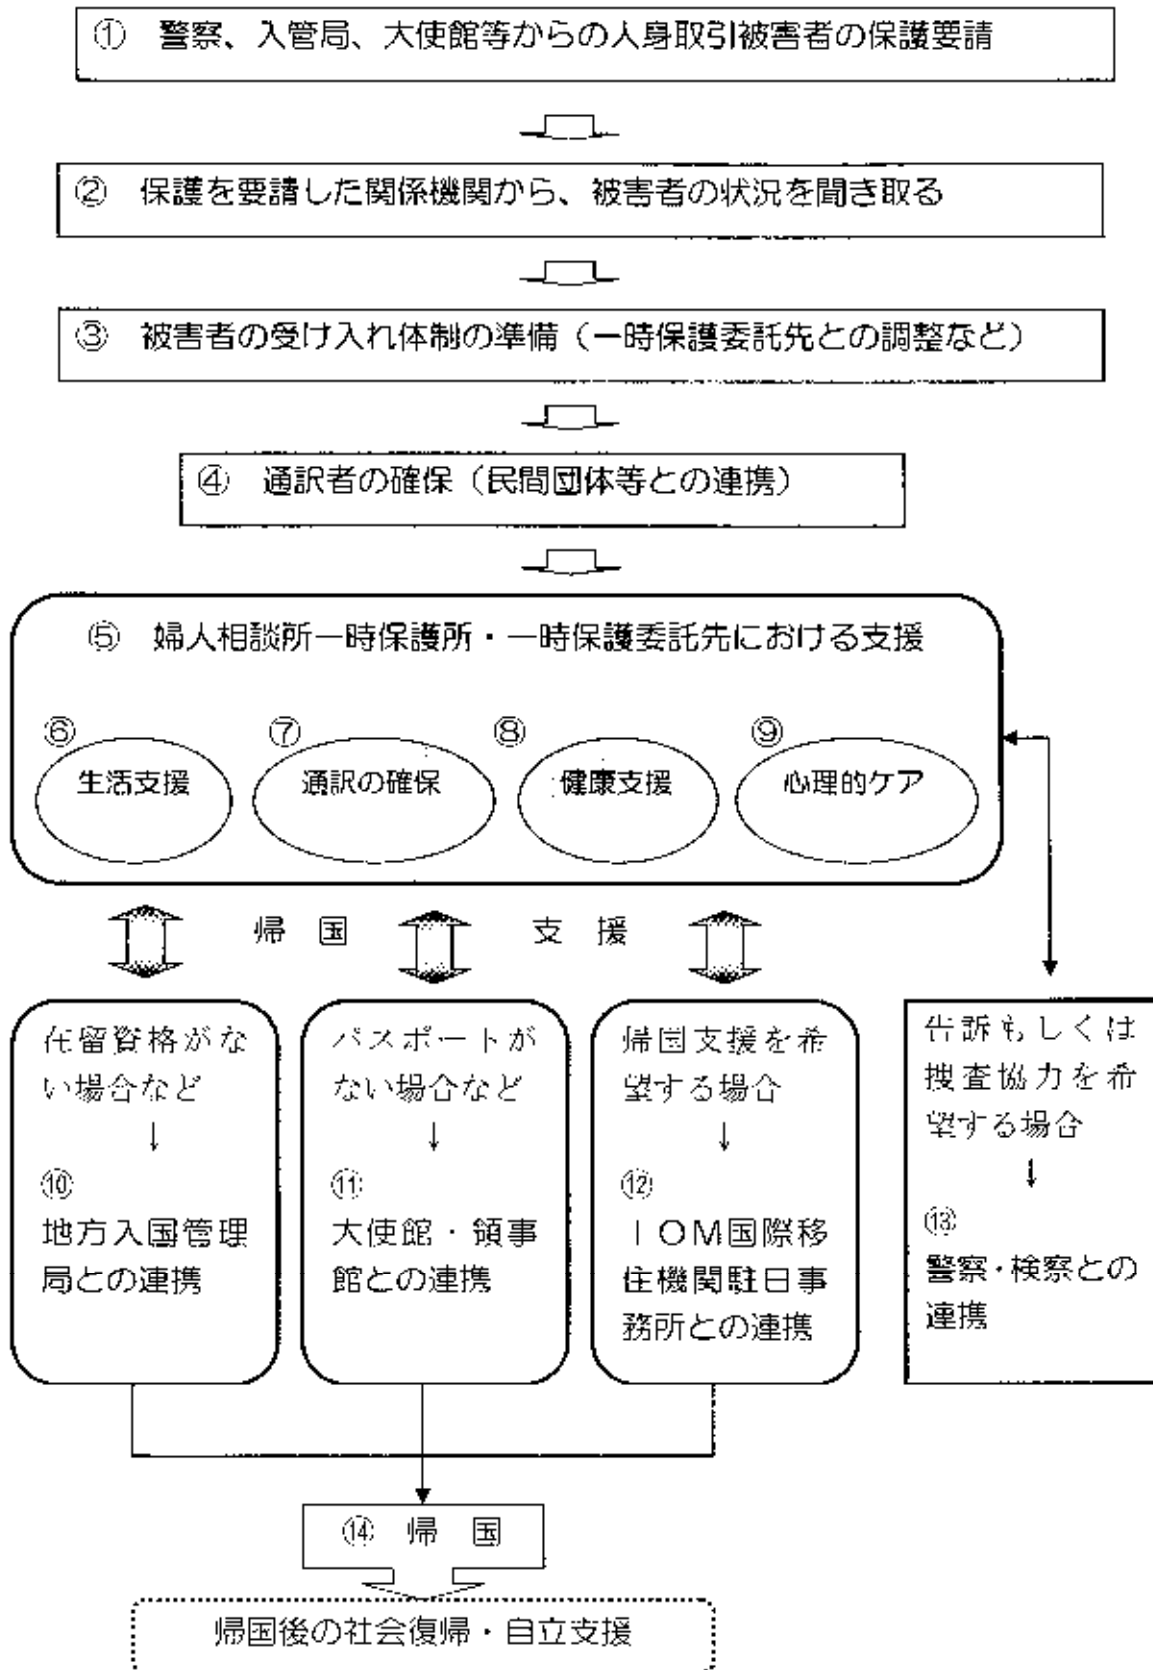 ① 警察、入管局、大使館等からの人身取引被害者の保護要請
② 保護を要請した関係機関から、被害者の状況を聞き取る
③ 被害者の受け入れ体制の準備（一時保護委託先との調整など）
④ 通訳者の確保（民間団体等との連携）
⑤ 婦人相談所一時保護所・一時保護委託先における支援
⑥ 生活支援
⑦ 通訳の確保
⑧ 健康支援
⑨ 心理的ケア
帰国 支援
在留資格がな
い場合など
↓
⑩
地方入国管理
局との連携
パスポートが
ない場合など
↓
⑪
大使館・領事
館との連携
帰国支援を希
望する場合
↓
⑫
ＩＯＭ国際移
住機関駐日事
務所との連携
告訴もしくは
捜査協力を希
望する場合
↓
⑬
警察・検察との
連携
⑭ 帰国
帰国後の社会復帰・自立支援